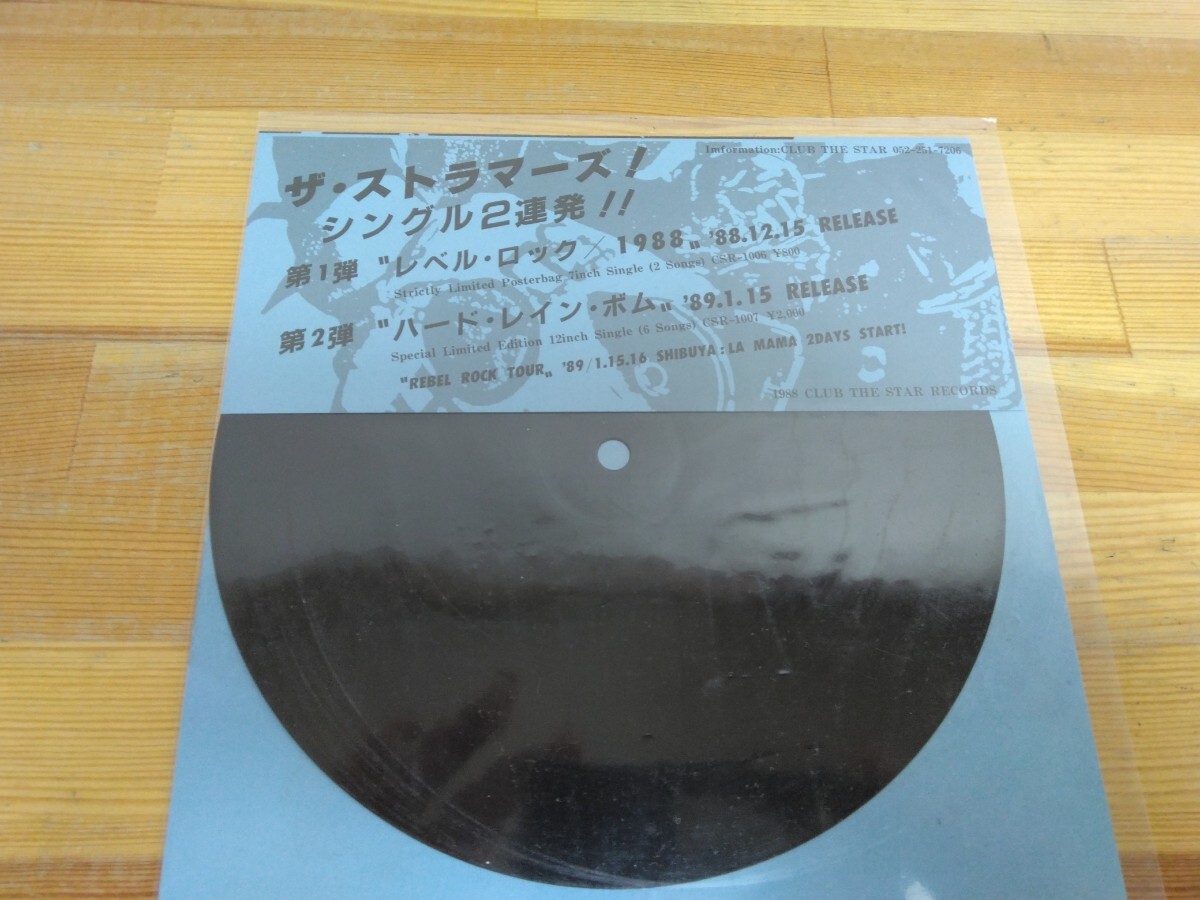 Imformation:CLUB THE STAR 052-251-7206
ザ・ストラマーズ!
シングル2連発!!
第1弾 "レベル・ロック/1988" '88.12.15 RELEASE
Strictly Limited Posterbag 7inch Single (2 Songs) CSR-1006 ¥800
第2弾 "ハード・レイン・ボム" '89.1.15 RELEASE
Special Limited Edition 12inch Single (6 Songs) CSR-1007 ¥2,000
"REBEL ROCK TOUR" '89/1.15.16 SHIBUYA:LA MAMA 2DAYS START!
1988 CLUB THE STAR RECORDS